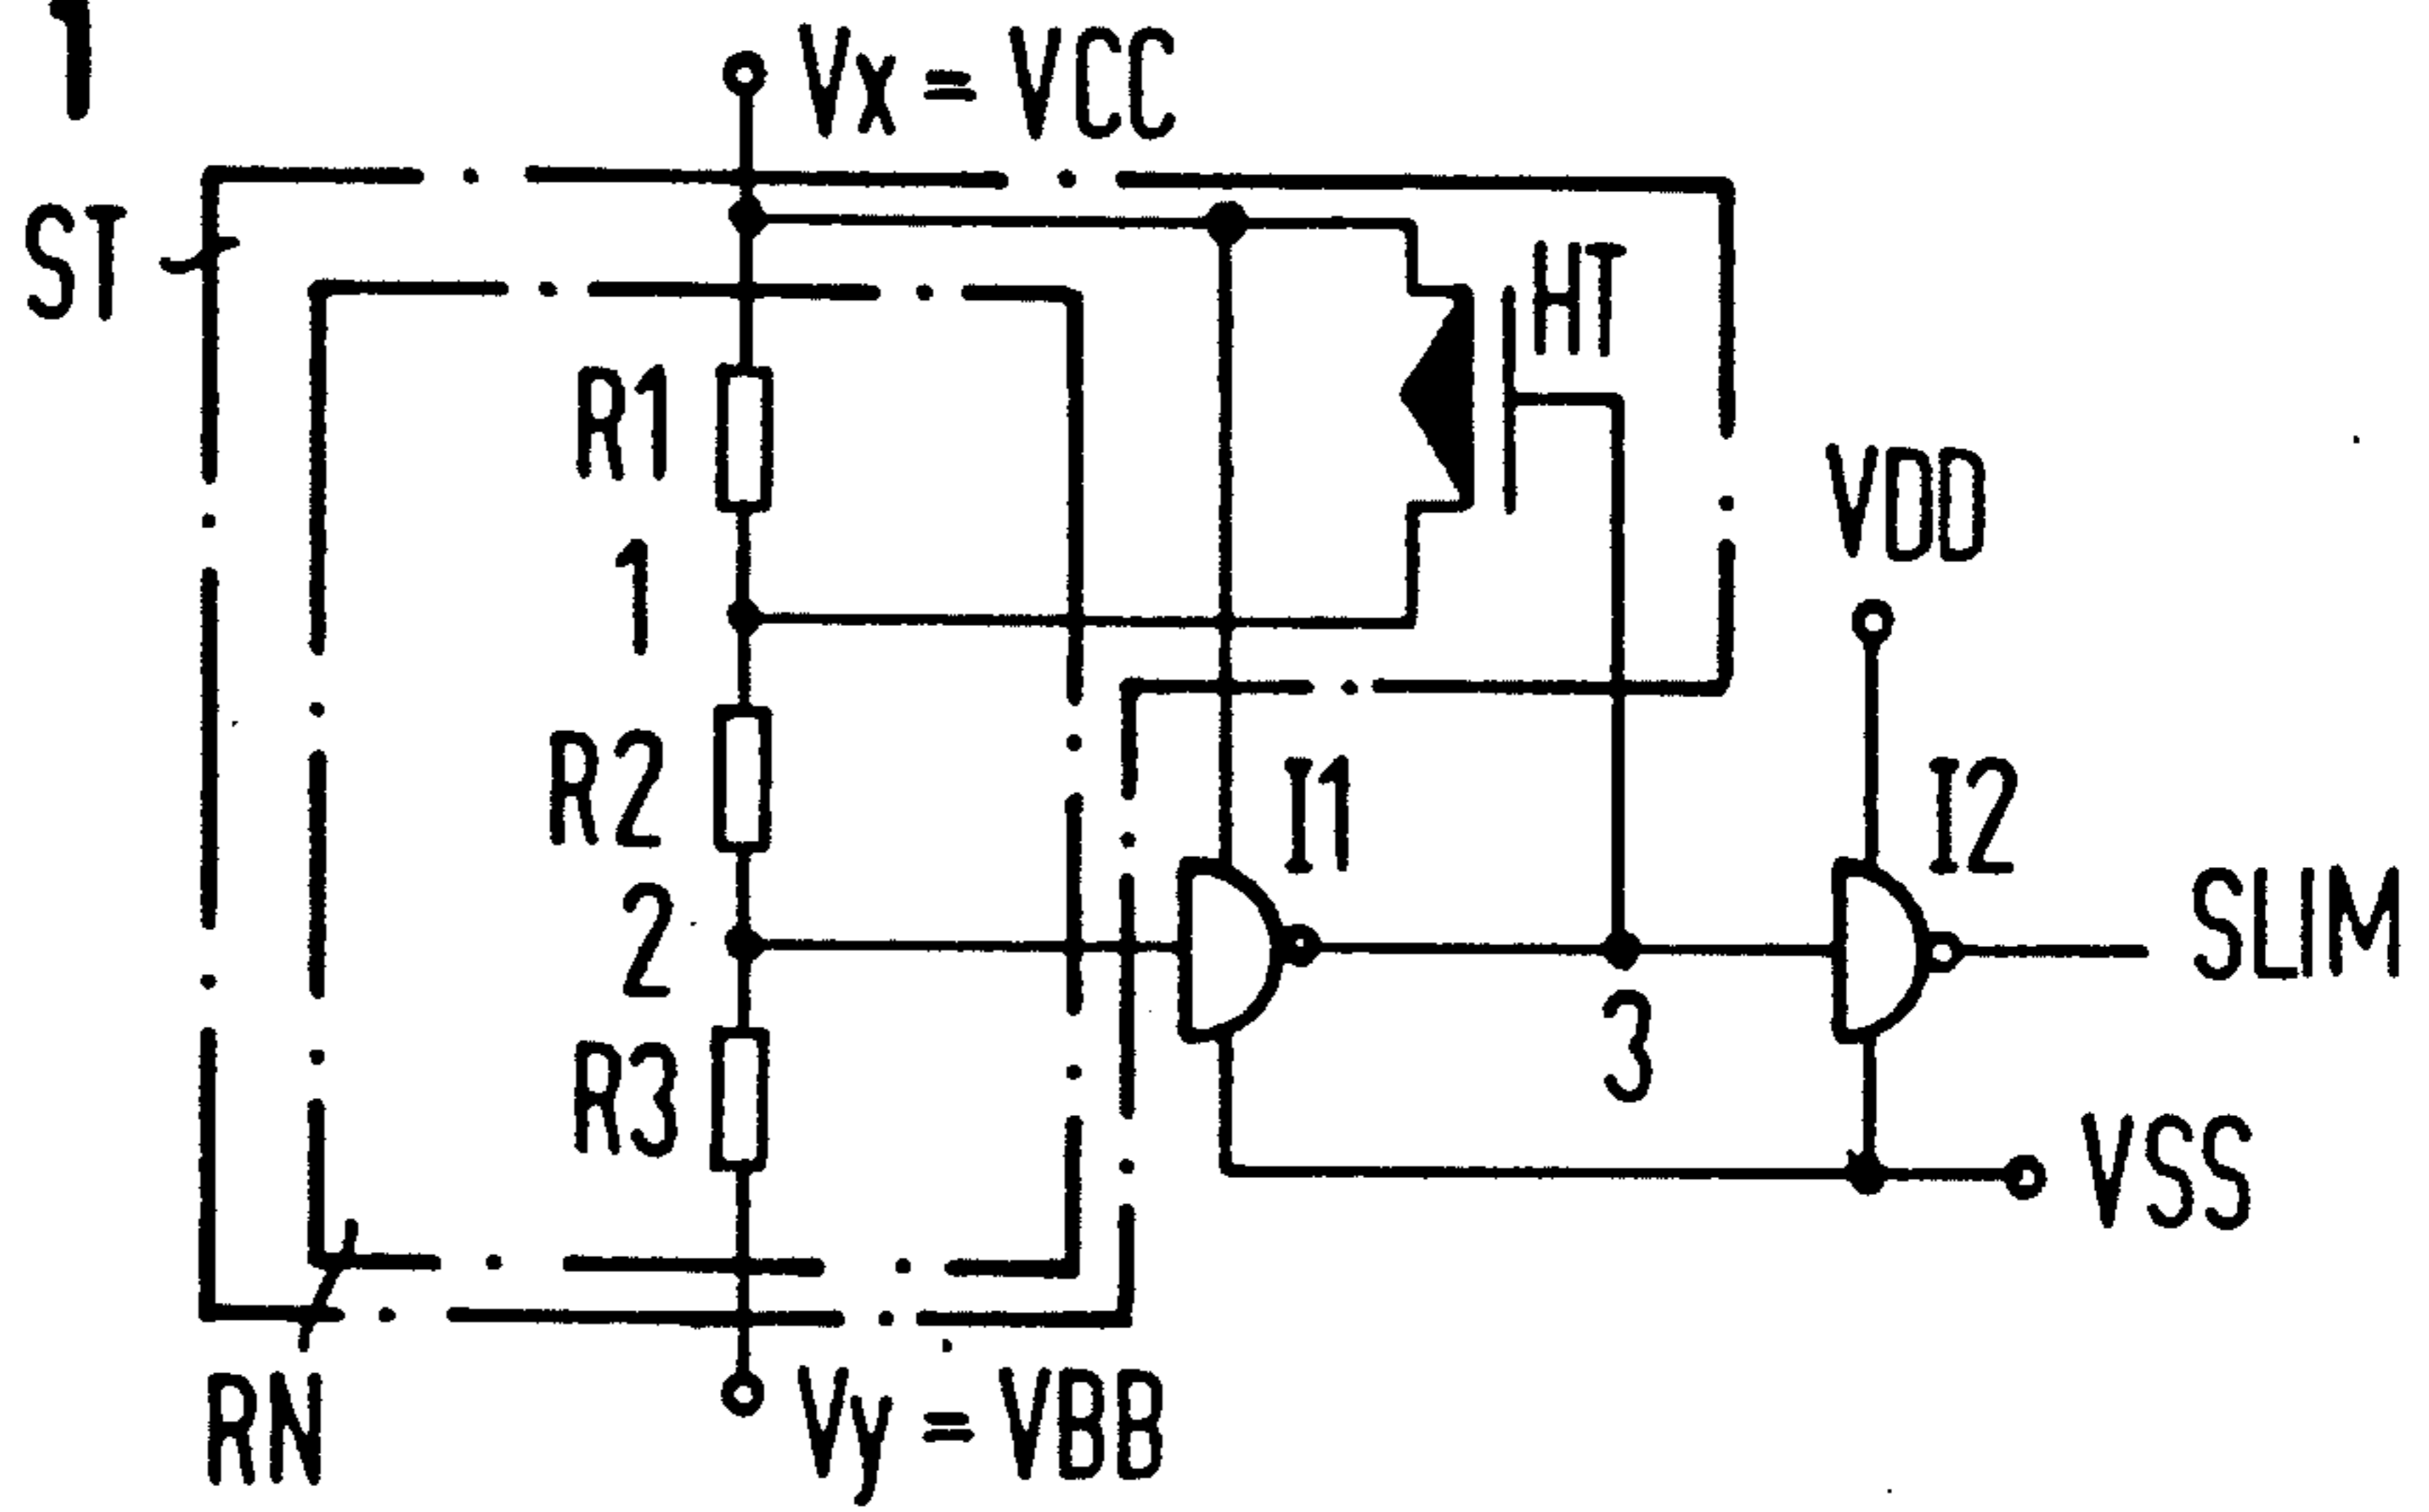 1
Vx = VCC
ST
HT
R1
1
VDD
R2
I1
I2
2
SLIM
R3
3
VSS
RN
Vy = VBB